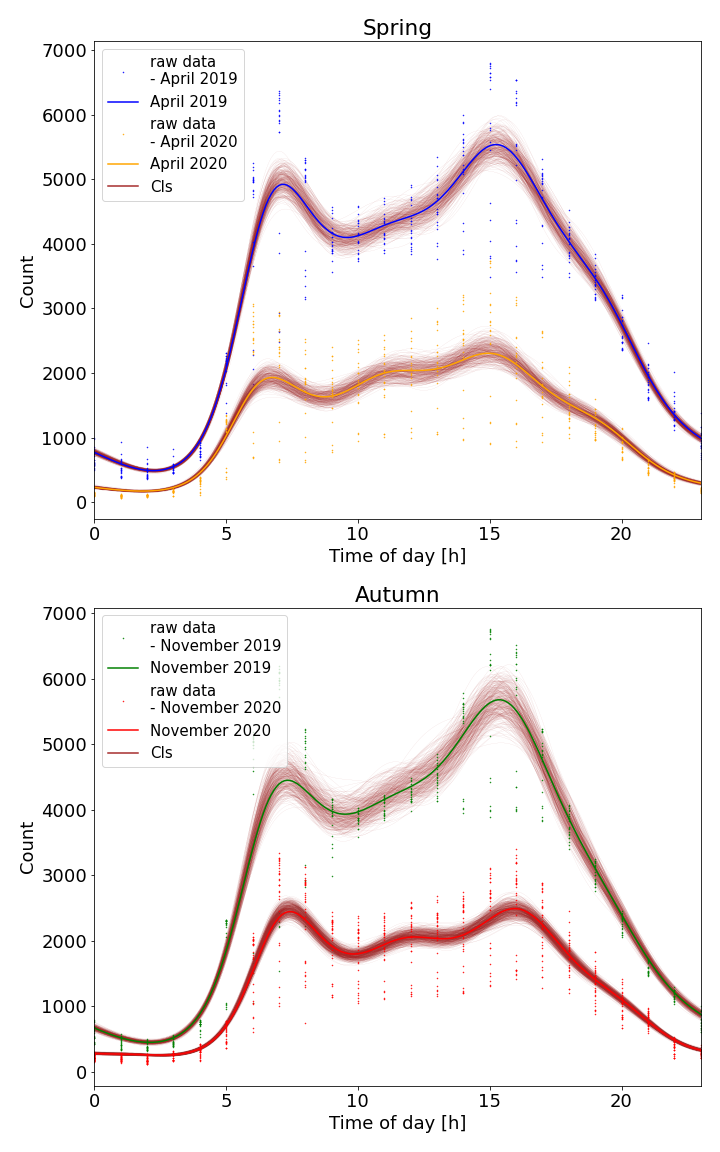 Spring
7000
6000
5000
4000
3000
2000
1000
0
Count
raw data
- April 2019
April 2019
raw data
- April 2020
April 2020
CIs
0 5 10 15 20
Time of day [h]
Autumn
7000
6000
5000
4000
3000
2000
1000
0
Count
raw data
- November 2019
November 2019
raw data
- November 2020
November 2020
CIs
0 5 10 15 20
Time of day [h]